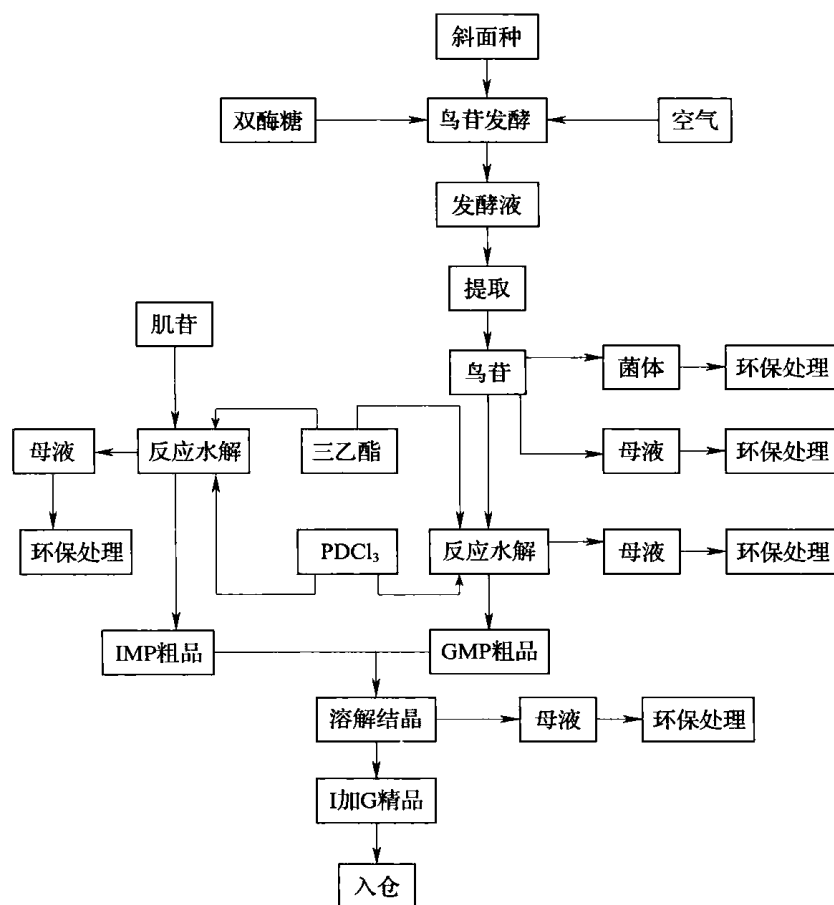 斜面种
双酶糖
鸟苷发酵
空气
发酵液
提取
肌苷
鸟苷
菌体
环保处理
母液
反应水解
三乙酯
母液
环保处理
环保处理
PDCl₃
反应水解
母液
环保处理
IMP粗品
GMP粗品
溶解结晶
母液
环保处理
I加G精品
入仓